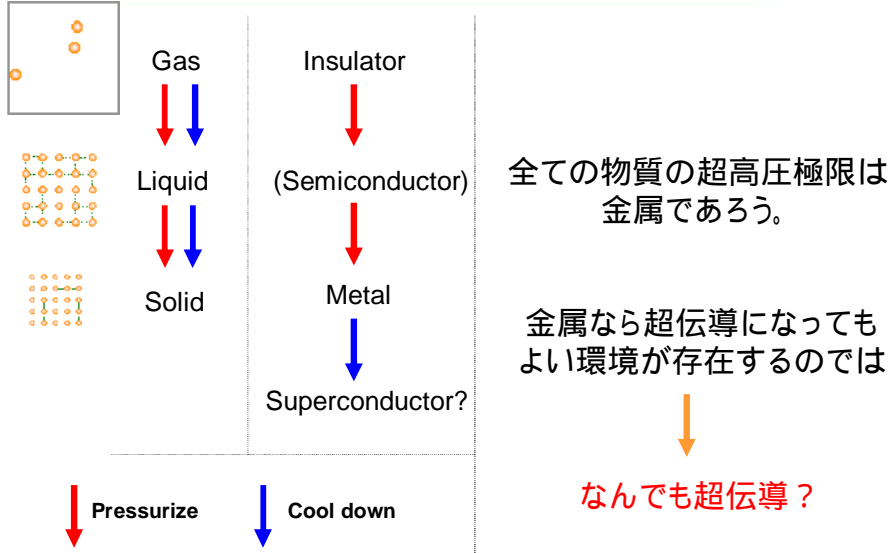 Gas
Liquid
Solid
Insulator
(Semiconductor)
Metal
Superconductor?
全ての物質の超高圧極限は
金属であろう。
金属なら超伝導になっても
よい環境が存在するのでは
なんでも超伝導？
Pressurize
Cool down